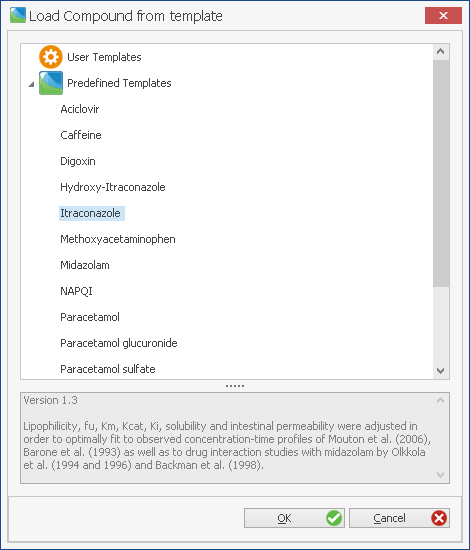 Load Compound from template
User Templates
Predefined Templates
Aciclovir
Caffeine
Digoxin
Hydroxy-Itraconazole
Itraconazole
Methoxyacetaminophen
Midazolam
NAPQI
Paracetamol
Paracetamol glucuronide
Paracetamol sulfate
Version 1.3
Lipophilicity, fu, Km, Kcat, Ki, solubility and intestinal permeability were adjusted in
order to optimally fit to observed concentration-time profiles of Mouton et al. (2006),
Barone et al. (1993) as well as to drug interaction studies with midazolam by Olkkola
et al. (1994 and 1996) and Backman et al. (1998).
OK
Cancel